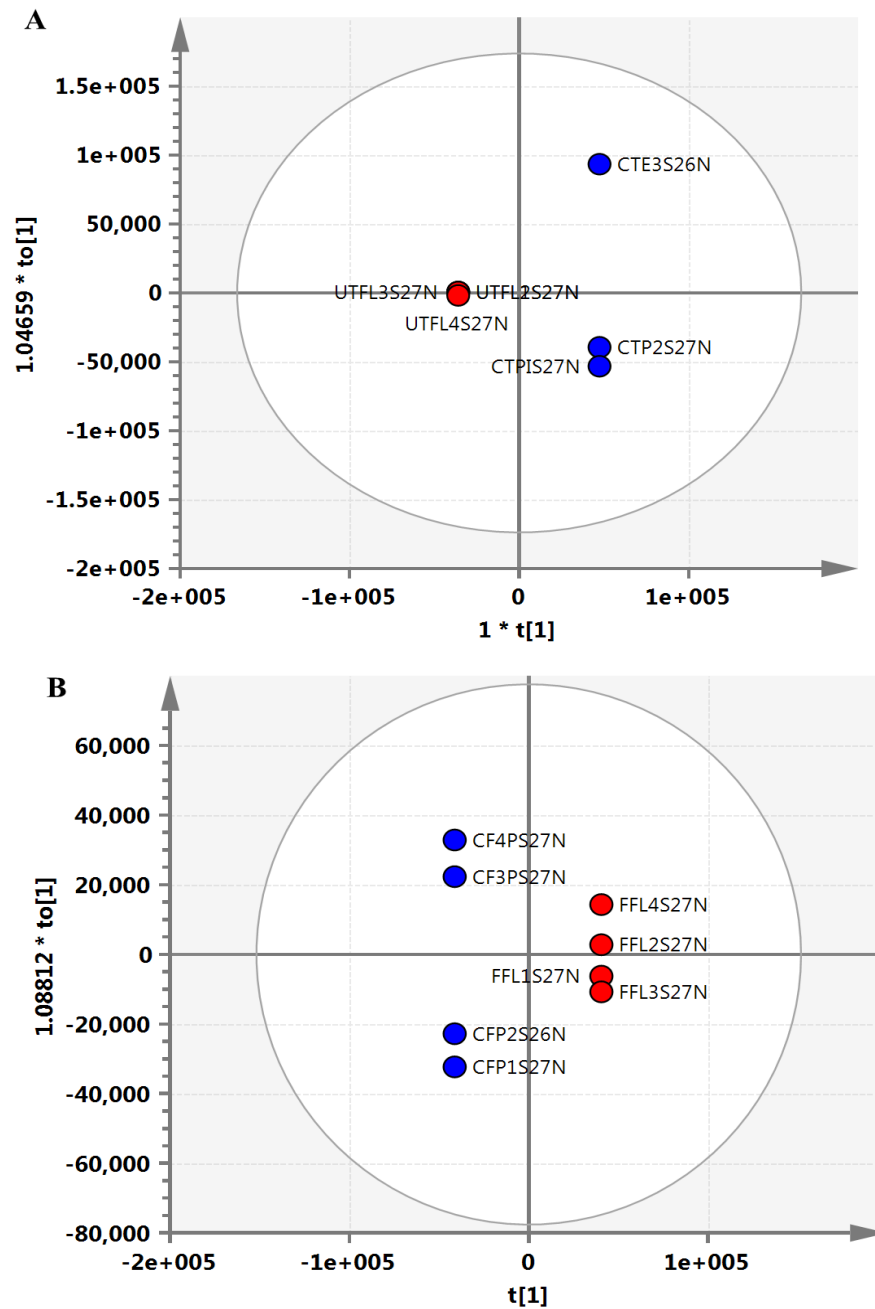 A
1.5e+005
1e+005
CTE3S26N
50,000
0
UTFL3S27N
UTFL2S27N
UTFL4S27N
CTP2S27N
-50,000
CTPIS27N
-1e+005
-1.5e+005
-2e+005
1.04659 * to[1]
-2e+005 -1e+005 0 1e+005
1 * t[1]
B
60,000
40,000
CF4PS27N
20,000
CF3PS27N
FFL4S27N
FFL2S27N
0
FFL1S27N
FFL3S27N
-20,000
CFP2S26N
CFP1S27N
-40,000
-60,000
-80,000
1.08812 * to[1]
-2e+005 -1e+005 0 1e+005
t[1]